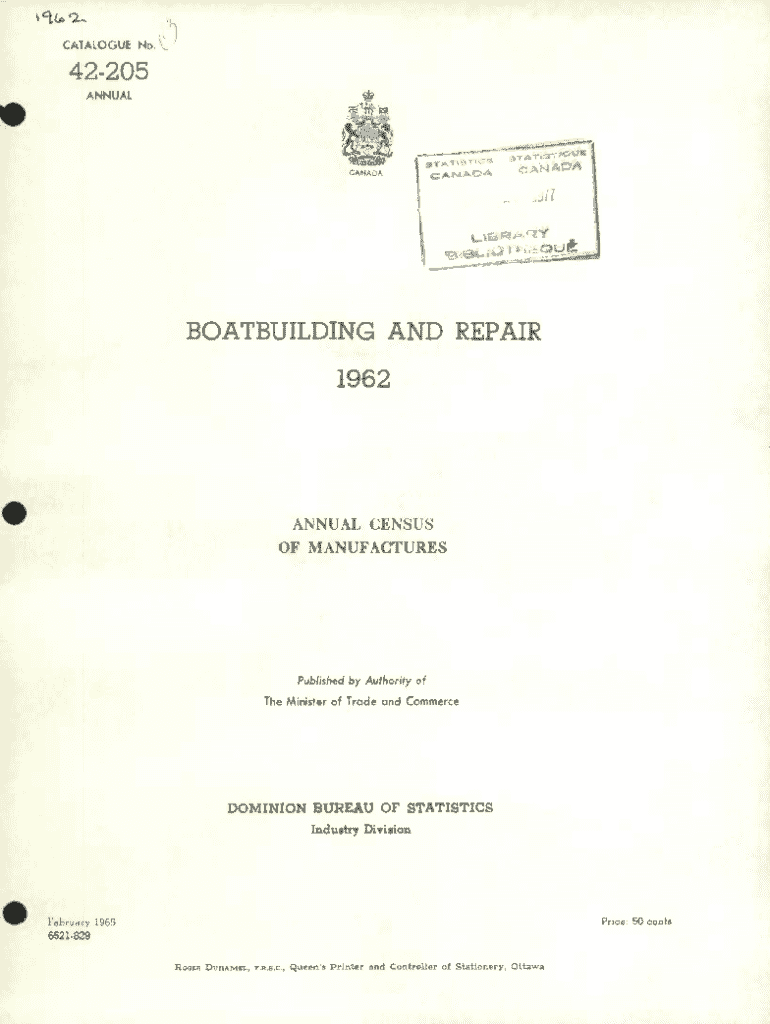 1962
CATALOGUE No.
42-205
ANNUAL
CANADA
STATISTICS STATISTIQUE
CANADA CANADA
LIBRARY
BIBLIOTHÈQUE
BOATBUILDING AND REPAIR
1962
ANNUAL CENSUS
OF MANUFACTURES
Published by Authority of
The Minister of Trade and Commerce
DOMINION BUREAU OF STATISTICS
Industry Division
February 1965
6521-829
Price: 50 cents
ROGER DUHAMEL, F.R.S.C., Queen's Printer and Controller of Stationery, Ottawa